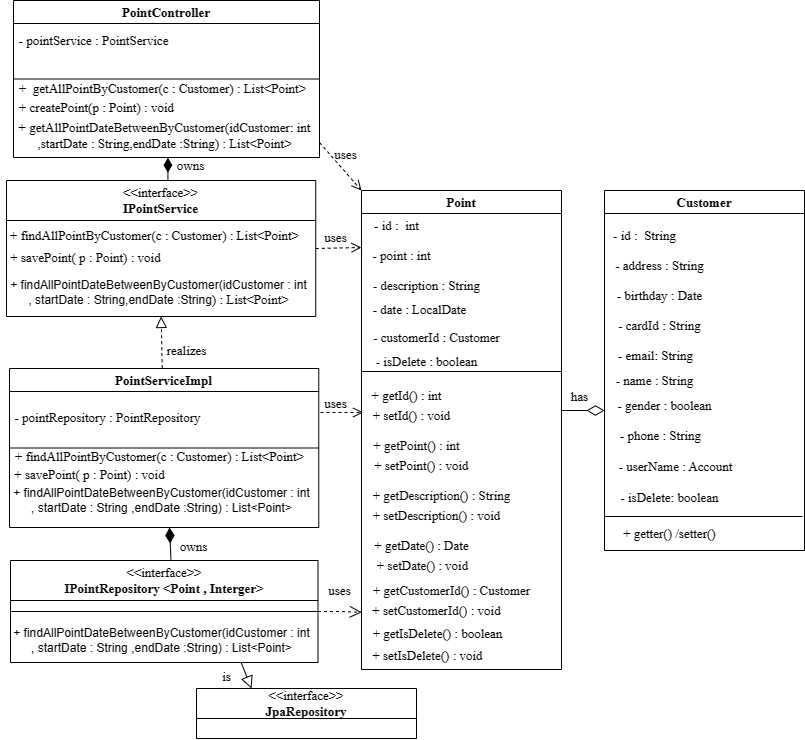 PointController
- pointService : PointService
+ getAllPointByCustomer(c : Customer) : List<Point>
+ createPoint(p : Point) : void
+ getAllPointDateBetweenByCustomer(idCustomer: int
,startDate : String,endDate :String) : List<Point>
uses
owns
<<interface>>
IPointService
+ findAllPointByCustomer(c : Customer) : List<Point>
+ savePoint( p : Point) : void
+ findAllPointDateBetweenByCustomer(idCustomer : int
, startDate : String,endDate :String) : List<Point>
uses
realizes
PointServiceImpl
- pointRepository : PointRepository
+ findAllPointByCustomer(c : Customer) : List<Point>
+ savePoint( p : Point) : void
+ findAllPointDateBetweenByCustomer(idCustomer : int
, startDate : String ,endDate :String) : List<Point>
uses
owns
<<interface>>
IPointRepository <Point , Interger>
+ findAllPointDateBetweenByCustomer(idCustomer : int
, startDate : String ,endDate :String) : List<Point>
uses
is
<<interface>>
JpaRepository
Point
- id : int
- point : int
- description : String
- date : LocalDate
- customerId : Customer
- isDelete : boolean
+ getId() : int
+ setId() : void
+ getPoint() : int
+ setPoint() : void
+ getDescription() : String
+ setDescription() : void
+ getDate() : Date
+ setDate() : void
+ getCustomerId() : Customer
+ setCustomerId() : void
+ getIsDelete() : boolean
+ setIsDelete() : void
has
Customer
- id : String
- address : String
- birthday : Date
- cardId : String
- email: String
- name : String
- gender : boolean
- phone : String
- userName : Account
- isDelete: boolean
+ getter() /setter()